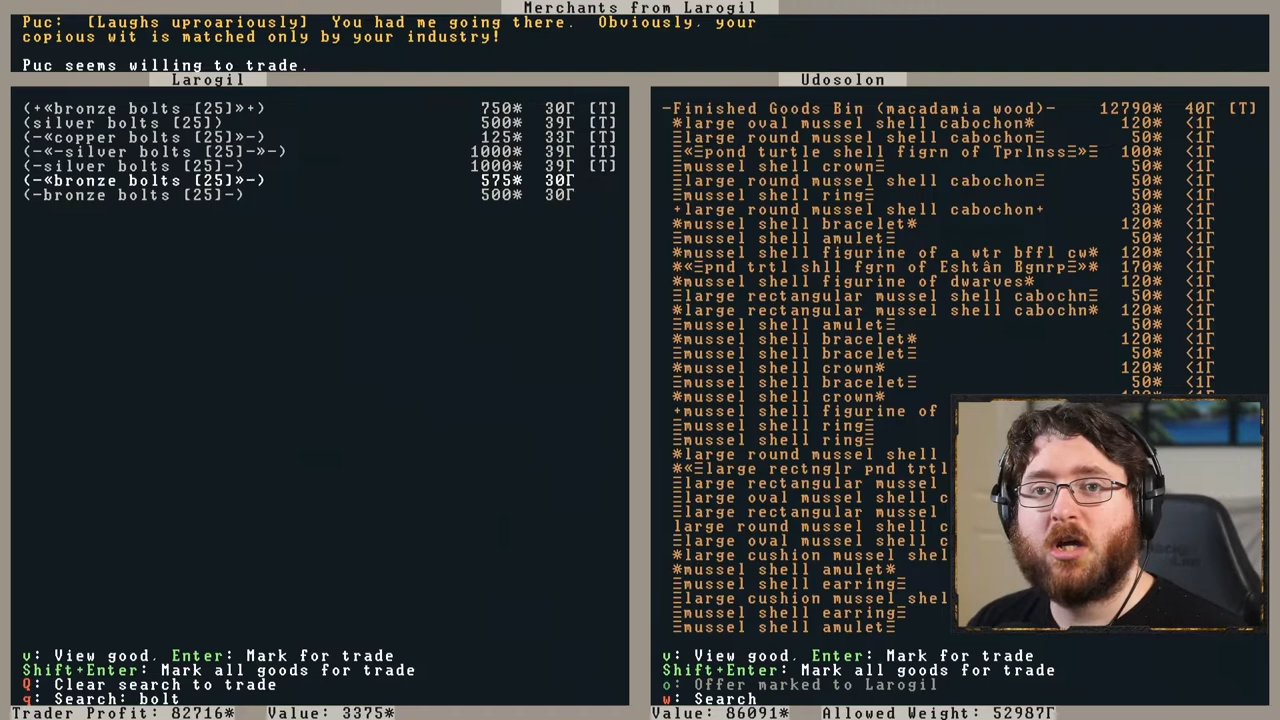 Merchants from Larogil
Puc: [Laughs uproariously] You had me going there. Obviously, your
copious wit is matched only by your industry!
Puc seems willing to trade.
Larogil
(+«bronze bolts [25]»+) 750* 30Γ [T]
(silver bolts [25]) 500* 39Γ [T]
(-«copper bolts [25]»-) 125* 33Γ [T]
(-«-silver bolts [25]-»-) 1000* 39Γ [T]
(-silver bolts [25]-) 1000* 39Γ [T]
(-«bronze bolts [25]»-) 575* 30Γ
(-bronze bolts [25]-) 500* 30Γ
v: View good, Enter: Mark for trade
Shift+Enter: Mark all goods for trade
Q: Clear search to trade
q: Search: bolt
Trader Profit: 82716* Value: 3375*
Udosolon
-Finished Goods Bin (macadamia wood)- 12790* 40Γ [T]
*large oval mussel shell cabochon* 120* <1Γ
≡large round mussel shell cabochon≡ 50* <1Γ
≡«≡pond turtle shell figrn of Tprlnss≡»≡ 100* <1Γ
≡mussel shell crown≡ 50* <1Γ
≡large round mussel shell cabochon≡ 50* <1Γ
≡mussel shell ring≡ 50* <1Γ
+large round mussel shell cabochon+ 30* <1Γ
*mussel shell bracelet* 120* <1Γ
≡mussel shell amulet≡ 50* <1Γ
*mussel shell figurine of a wtr bffl cw* 120* <1Γ
*«≡pnd trtl shll fgrn of Eshtân Bgnrp≡»* 170* <1Γ
*mussel shell figurine of dwarves* 120* <1Γ
≡large rectangular mussel shell cabochn≡ 50* <1Γ
*large rectangular mussel shell cabochn* 120* <1Γ
≡mussel shell amulet≡ 50* <1Γ
*mussel shell bracelet* 120* <1Γ
≡mussel shell bracelet≡ 50* <1Γ
*mussel shell crown* 120* <1Γ
≡mussel shell bracelet≡ 50* <1Γ
*mussel shell crown*
+mussel shell figurine of
≡mussel shell ring≡
≡mussel shell ring≡
*large round mussel shell
*«≡large rectnglr pnd trtl
≡large rectangular mussel
≡large oval mussel shell c
≡large rectangular mussel
large round mussel shell c
≡large oval mussel shell c
*large cushion mussel shel
*mussel shell amulet*
≡mussel shell earring≡
≡large cushion mussel shel
≡mussel shell earring≡
≡mussel shell amulet≡
v: View good, Enter: Mark for trade
Shift+Enter: Mark all goods for trade
o: Offer marked to Larogil
w: Search
Value: 86091* Allowed Weight: 52987Γ